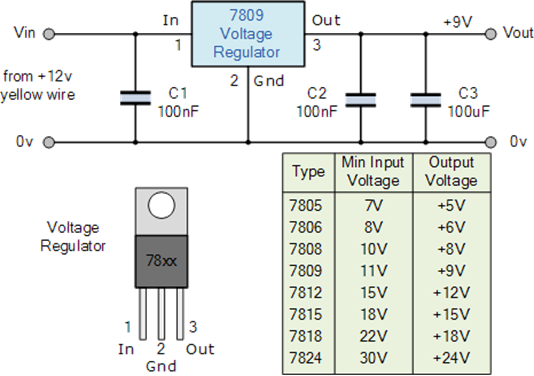 7809
Voltage
Regulator
In
Out
1
3
2
Gnd
Vin
+9V
Vout
from +12v
yellow wire
C1
100nF
C2
100nF
C3
100uF
0v
0v
Voltage
Regulator
78xx
1
2
3
In
Gnd
Out
Type Min Input Voltage Output Voltage
7805 7V +5V
7806 8V +6V
7808 10V +8V
7809 11V +9V
7812 15V +12V
7815 18V +15V
7818 22V +18V
7824 30V +24V